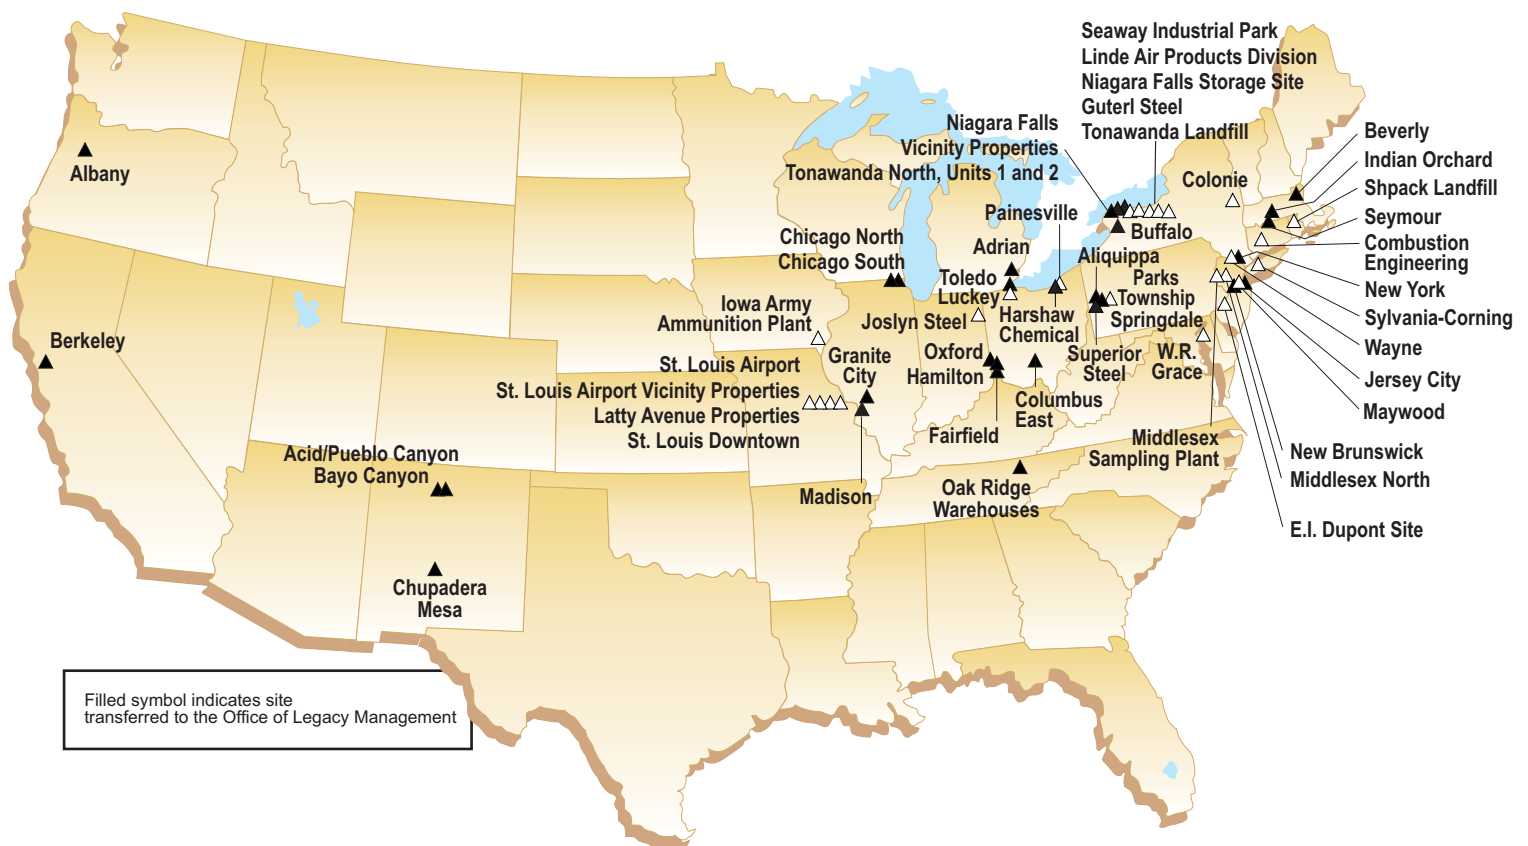 Seaway Industrial Park
Linde Air Products Division
Niagara Falls Storage Site
Guterl Steel
Tonawanda Landfill
Niagara Falls
Vicinity Properties
Tonawanda North, Units 1 and 2
Beverly
Indian Orchard
Shpack Landfill
Seymour
Combustion
Engineering
New York
Sylvania-Corning
Wayne
Jersey City
Maywood
New Brunswick
Middlesex North
E.I. Dupont Site
Albany
Colonie
Painesville
Buffalo
Chicago North
Chicago South
Adrian
Aliquippa
Toledo
Luckey
Parks
Township
Springdale
Iowa Army
Ammunition Plant
Joslyn Steel
Harshaw
Chemical
Berkeley
St. Louis Airport
St. Louis Airport Vicinity Properties
Latty Avenue Properties
St. Louis Downtown
Granite
City
Oxford
Hamilton
Superior
Steel
W.R.
Grace
Columbus
East
Fairfield
Middlesex
Sampling Plant
Acid/Pueblo Canyon
Bayo Canyon
Madison
Oak Ridge
Warehouses
Chupadera
Mesa
Filled symbol indicates site
transferred to the Office of Legacy Management